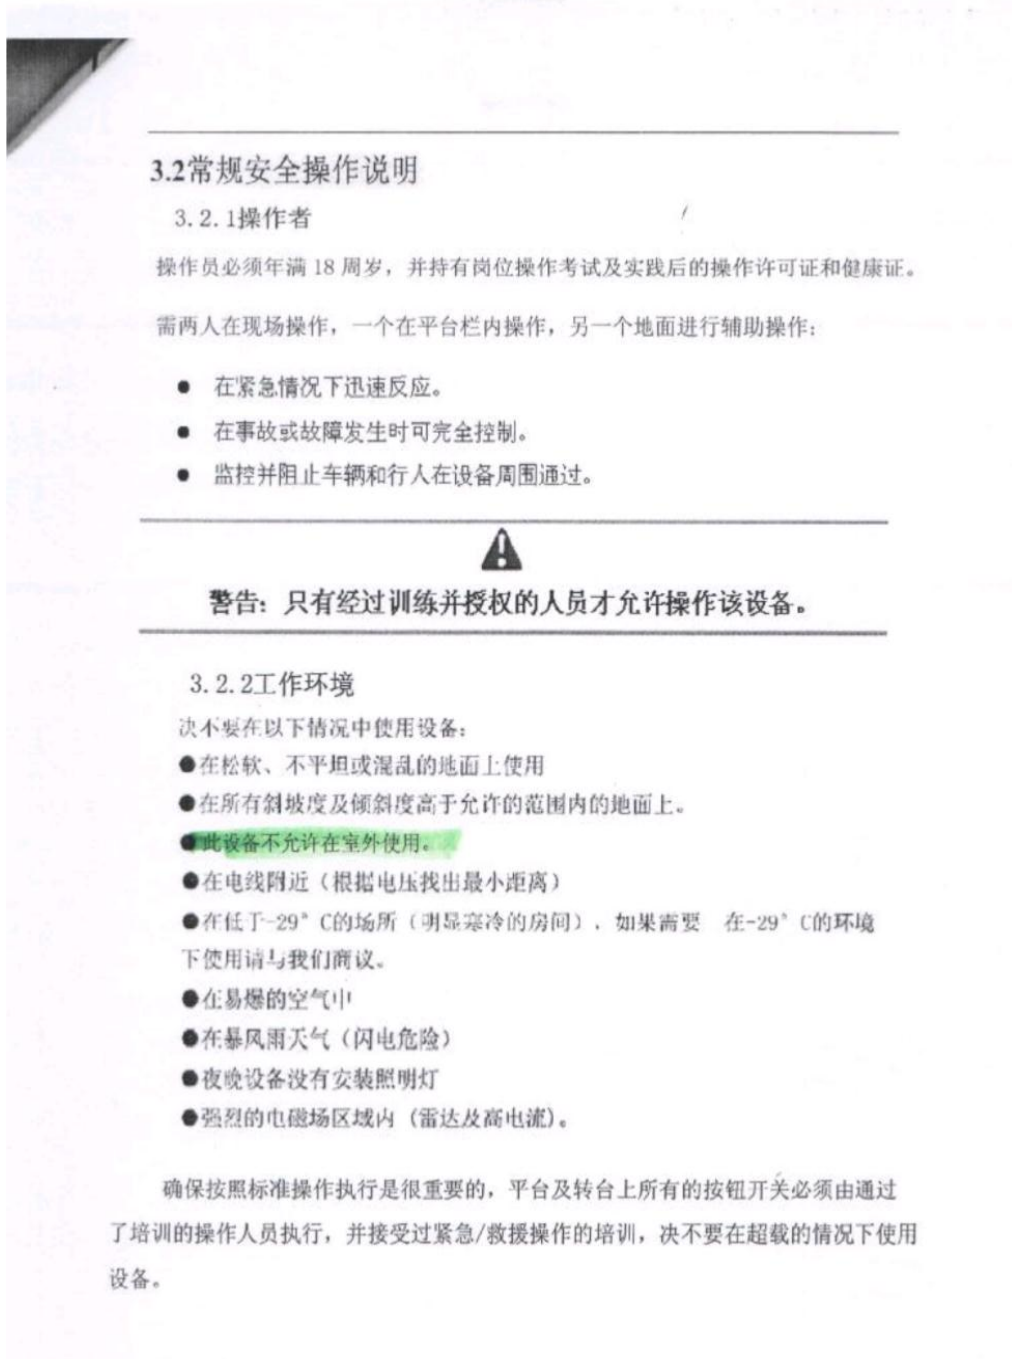 3.2常规安全操作说明
3.2.1操作者
操作员必须年满 18 周岁，并持有岗位操作考试及实践后的操作许可证和健康证。
需两人在现场操作，一个在平台栏内操作，另一个地面进行辅助操作：
● 在紧急情况下迅速反应。
● 在事故或故障发生时可完全控制。
● 监控并阻止车辆和行人在设备周围通过。
警告：只有经过训练并授权的人员才允许操作该设备。
3.2.2工作环境
决不要在以下情况中使用设备：
●在松软、不平坦或混乱的地面上使用
●在所有斜坡度及倾斜度高于允许的范围内的地面上。
●此设备不允许在室外使用。
●在电线附近（根据电压找出最小距离）
●在低于-29° C的场所（明显寒冷的房间），如果需要 在-29° C的环境
下使用请与我们商议。
●在易爆的空气中
●在暴风雨天气（闪电危险）
●夜晚设备没有安装照明灯
●强烈的电磁场区域内（雷达及高电流）。
确保按照标准操作执行是很重要的，平台及转台上所有的按钮开关必须由通过
了培训的操作人员执行，并接受过紧急/救援操作的培训，决不要在超载的情况下使用
设备。